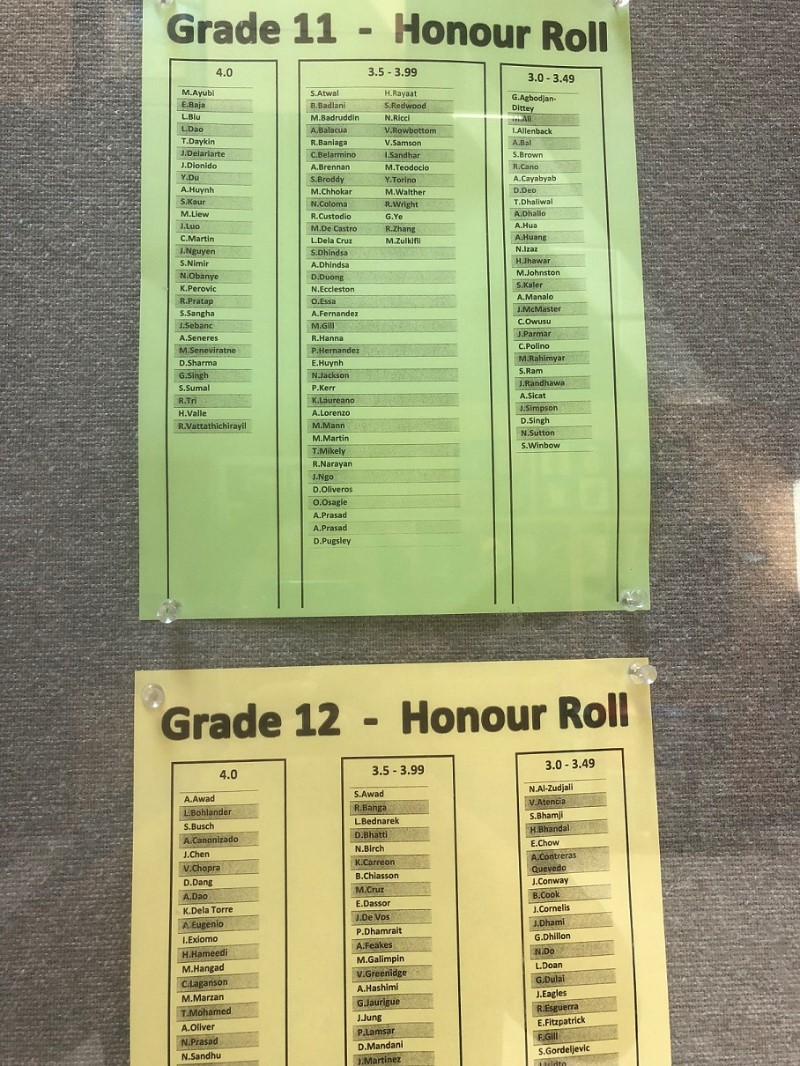 Grade 11 - Honour Roll
4.0
M.Ayubi
E.Baja
L.Biu
L.Dao
T.Daykin
J.Delariarte
J.Dionido
Y.Du
A.Huynh
S.Kaur
M.Liew
J.Luo
C.Martin
J.Nguyen
S.Nimir
N.Obanye
K.Perovic
R.Pratap
S.Sangha
J.Sebanc
A.Seneres
M.Seneviratne
D.Sharma
G.Singh
S.Sumal
R.Tri
H.Valle
R.Vattathichirayil
3.5 - 3.99
S.Atwal
B.Badlani
M.Badruddin
A.Balacua
R.Baniaga
C.Belarmino
A.Brennan
S.Broddy
M.Chhokar
N.Coloma
R.Custodio
M.De Castro
L.Dela Cruz
S.Dhindsa
A.Dhindsa
D.Duong
N.Eccleston
O.Essa
A.Fernandez
M.Gill
R.Hanna
P.Hernandez
E.Huynh
N.Jackson
P.Kerr
K.Laureano
A.Lorenzo
M.Mann
M.Martin
T.Mikely
R.Narayan
J.Ngo
D.Oliveros
O.Osagie
A.Prasad
A.Prasad
D.Pugsley
H.Rayaat
S.Redwood
N.Ricci
V.Rowbottom
V.Samson
I.Sandhar
M.Teodocio
Y.Torino
M.Walther
R.Wright
G.Ye
R.Zhang
M.Zulkifli
3.0 - 3.49
G.Agbodjan-
Dittey
M.Ali
I.Allenback
A.Bal
S.Brown
R.Cano
A.Cayabyab
D.Deo
T.Dhaliwal
A.Dhallo
A.Hua
A.Huang
N.Izaz
H.Jhawar
M.Johnston
S.Kaler
A.Manalo
J.McMaster
C.Owusu
J.Parmar
C.Polino
M.Rahimyar
S.Ram
J.Randhawa
A.Sicat
J.Simpson
D.Singh
N.Sutton
S.Winbow
Grade 12 - Honour Roll
4.0
A.Awad
L.Bohlander
S.Busch
A.Canonizado
J.Chen
V.Chopra
D.Dang
A.Dao
K.Dela Torre
A.Eugenio
I.Exiomo
H.Hameedi
M.Hangad
C.Laganson
M.Marzan
T.Mohamed
A.Oliver
N.Prasad
N.Sandhu
3.5 - 3.99
S.Awad
R.Banga
L.Bednarek
D.Bhatti
N.Birch
K.Carreon
B.Chiasson
M.Cruz
E.Dassor
J.De Vos
P.Dhamrait
A.Feakes
M.Galimpin
V.Greenidge
A.Hashimi
G.Jaurigue
J.Jung
P.Lamsar
D.Mandani
J.Martinez
3.0 - 3.49
N.Al-Zudjali
V.Atencia
S.Bhamji
H.Bhandal
E.Chow
A.Contreras
Quevedo
J.Conway
B.Cook
J.Cornelis
J.Dhami
G.Dhillon
N.Do
L.Doan
G.Dulai
J.Eagles
R.Esguerra
E.Fitzpatrick
F.Gill
S.Gordeljevic